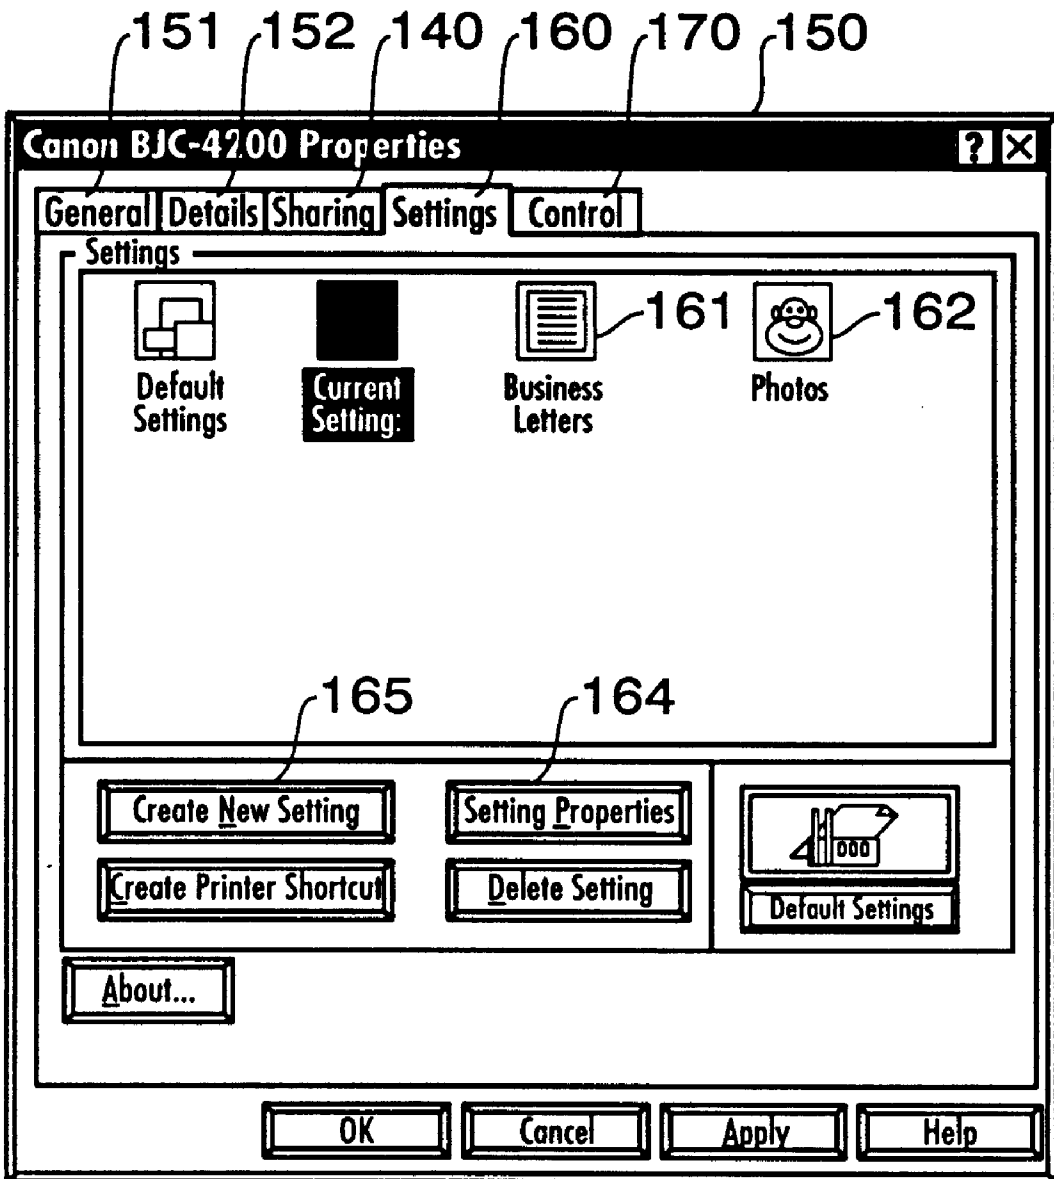 151 152 140 160 170 150
Canon BJC-4200 Properties ? X
General Details Sharing Settings Control
Settings
161 162
Default Settings
Current Setting:
Business Letters
Photos
165 164
Create New Setting Setting Properties
Create Printer Shortcut Delete Setting
Default Settings
About...
OK Cancel Apply Help